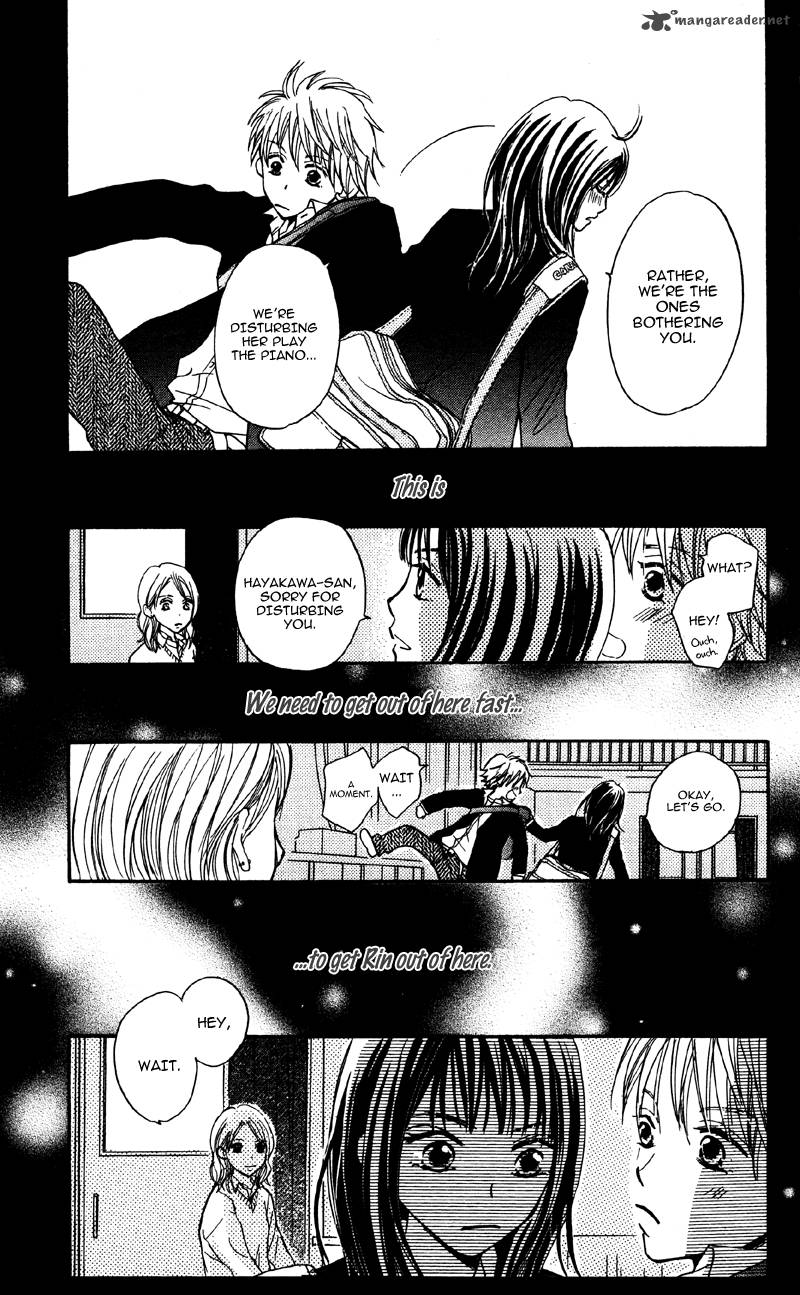 mangareader.net
RATHER,
WE'RE THE
ONES
BOTHERING
YOU.
WE'RE
DISTURBING
HER PLAY
THE PIANO...
This is
WHAT?
HEY!
Ouch,
ouch.
HAYAKAWA-SAN,
SORRY FOR
DISTURBING
YOU.
We need to get out of here fast...
OKAY,
LET'S GO.
WAIT
...
A
MOMENT.
...to get Rin out of here.
HEY,
WAIT.